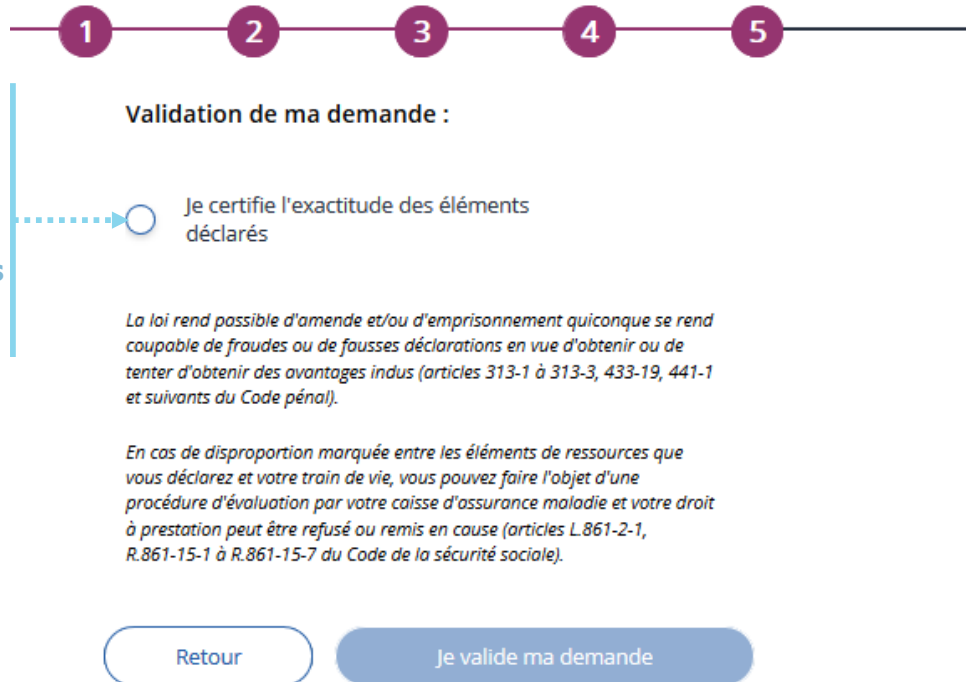 1 2 3 4 5
Validation de ma demande :
Je certifie l'exactitude des éléments
déclarés
s
La loi rend passible d'amende et/ou d'emprisonnement quiconque se rend
coupable de fraudes ou de fausses déclarations en vue d'obtenir ou de
tenter d'obtenir des avantages indus (articles 313-1 à 313-3, 433-19, 441-1
et suivants du Code pénal).
En cas de disproportion marquée entre les éléments de ressources que
vous déclarez et votre train de vie, vous pouvez faire l'objet d'une
procédure d'évaluation par votre caisse d'assurance maladie et votre droit
à prestation peut être refusé ou remis en cause (articles L.861-2-1,
R.861-15-1 à R.861-15-7 du Code de la sécurité sociale).
Retour Je valide ma demande